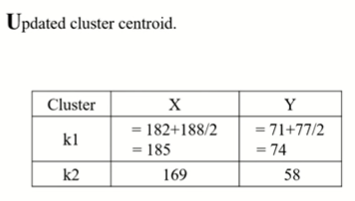 Updated cluster centroid.
Cluster X Y
k1 = 182+188/2 = 71+77/2
= 185 = 74
k2 169 58